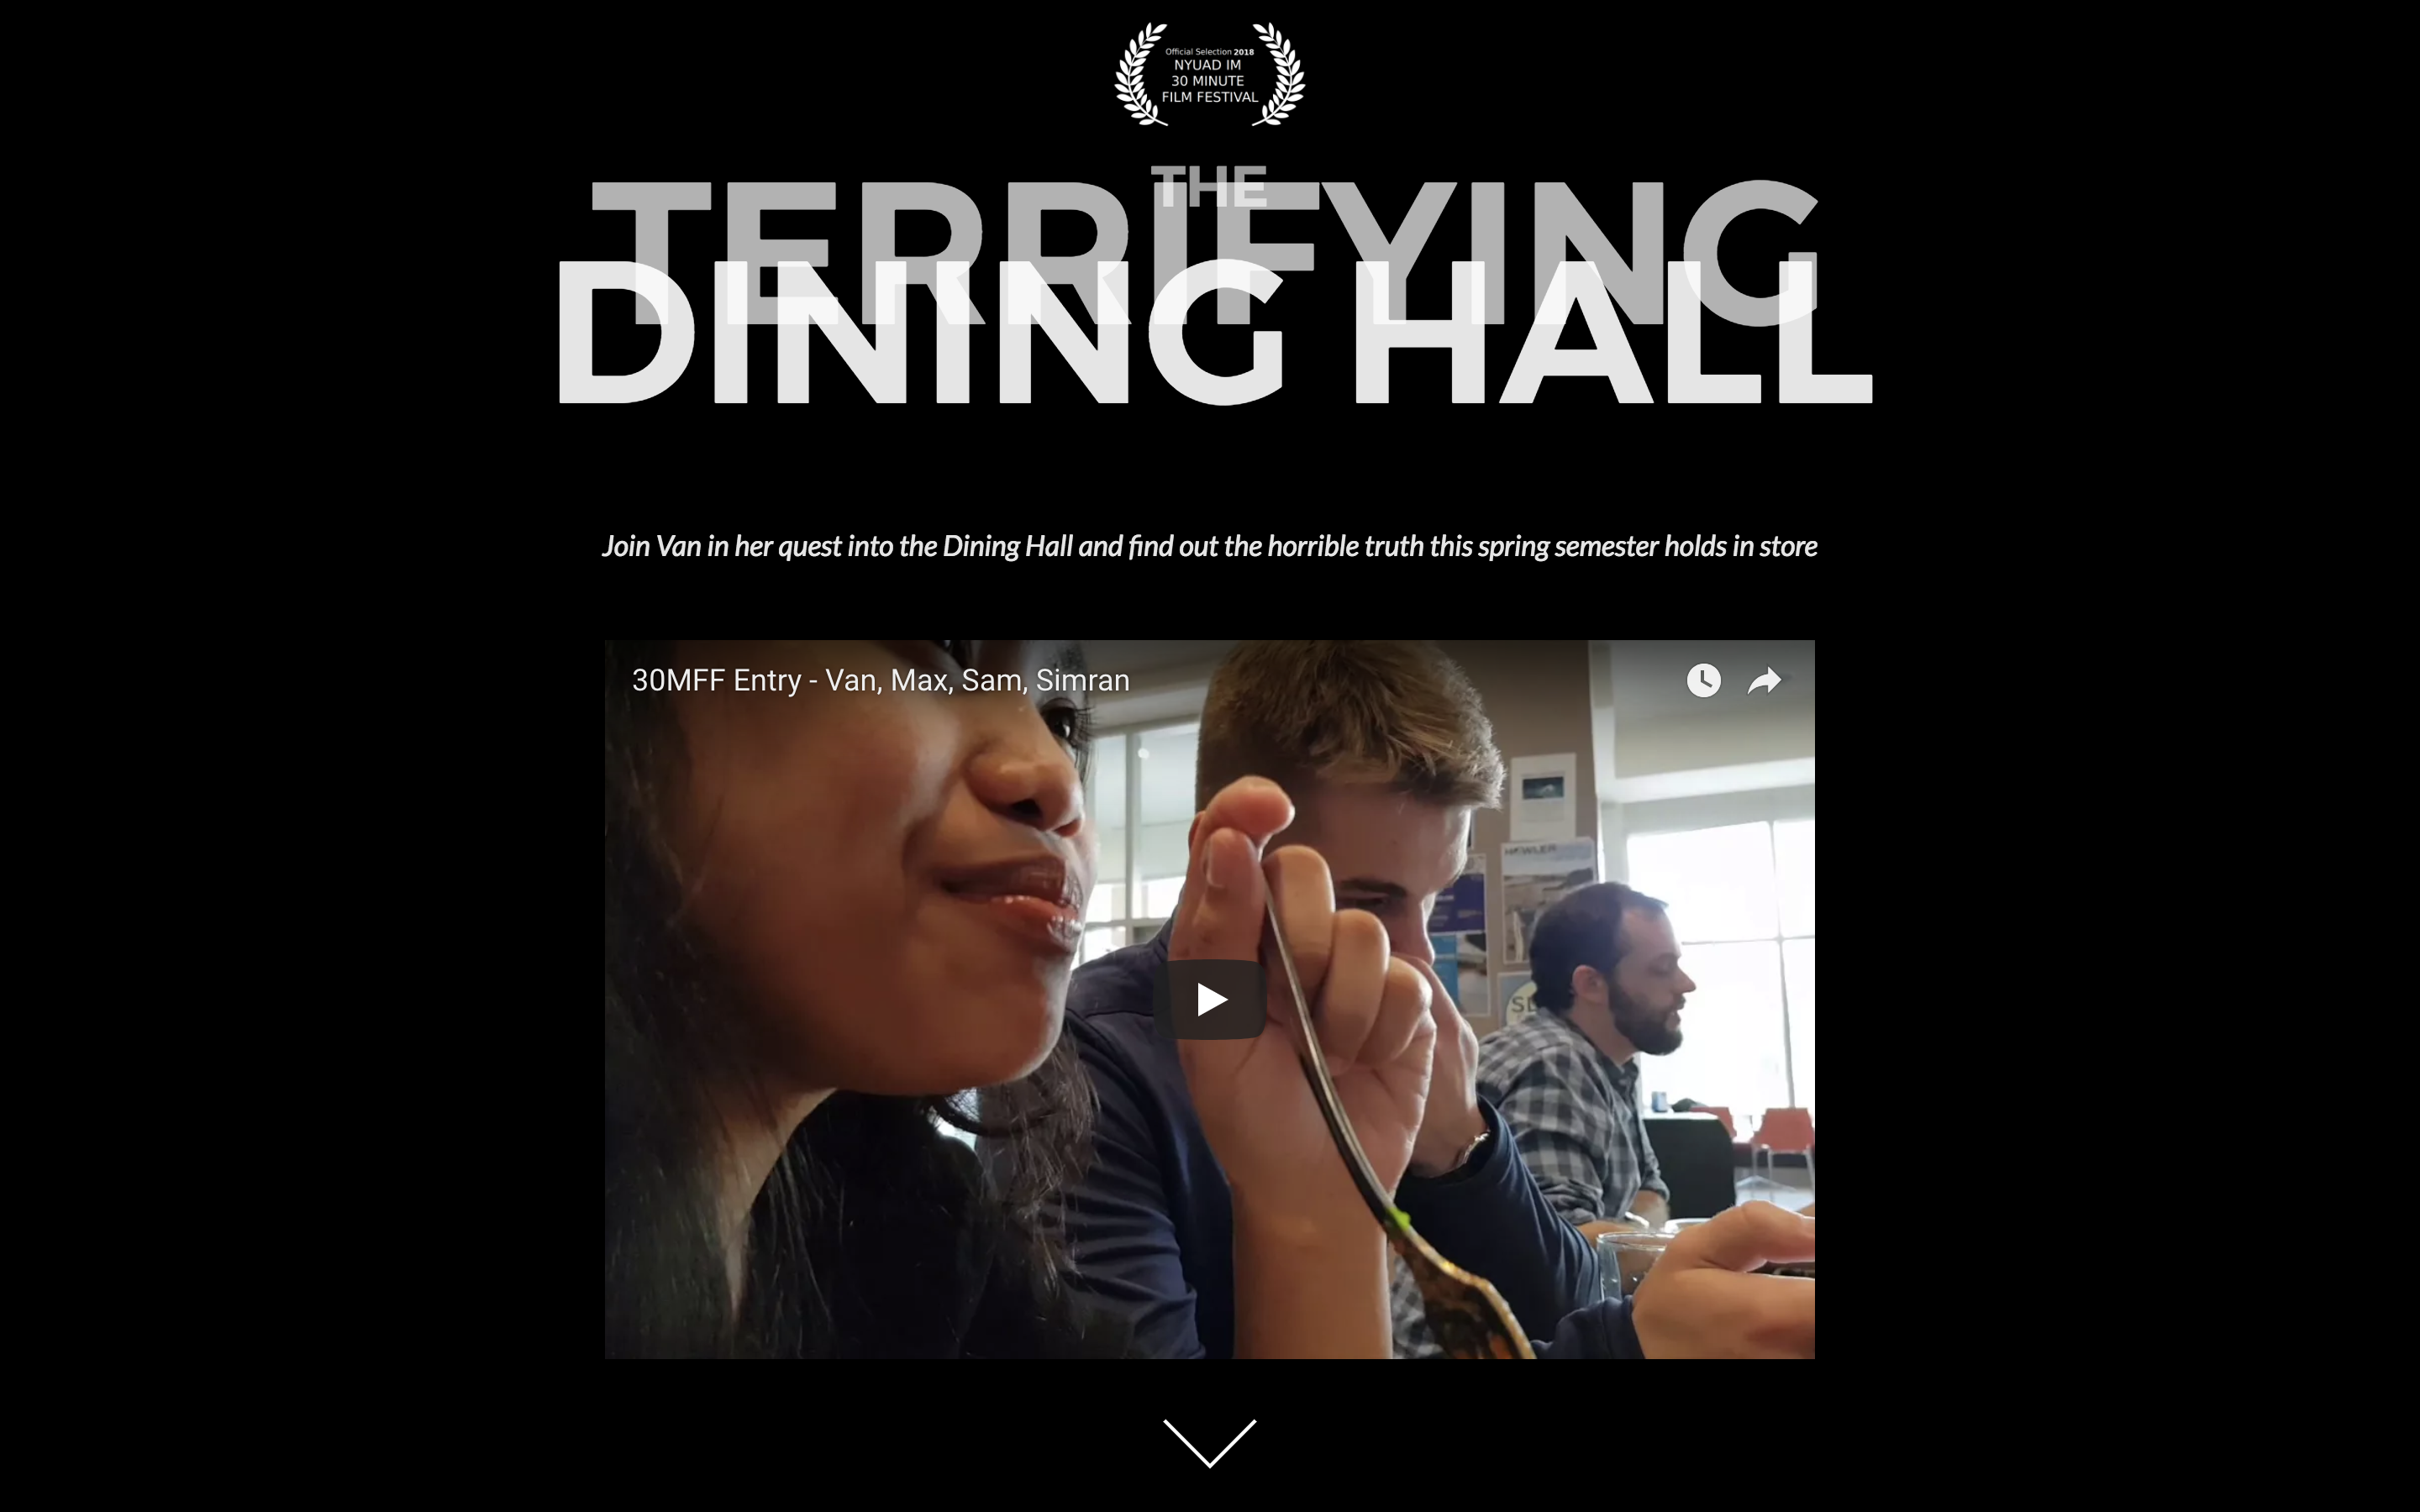 Official Selection 2018
NYUAD IM
30 MINUTE
FILM FESTIVAL
THE
TERRIFYING
DINING HALL
Join Van in her quest into the Dining Hall and find out the horrible truth this spring semester holds in store
30MFF Entry - Van, Max, Sam, Simran
HOWLER